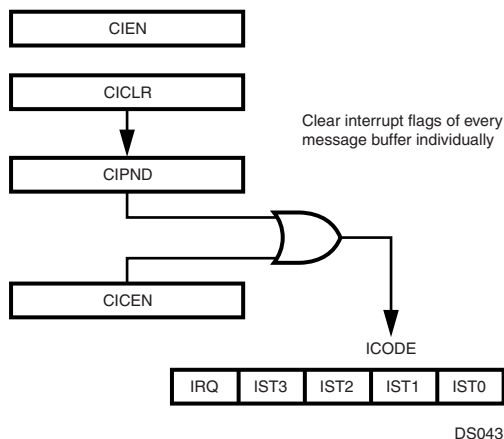 CIEN
CICLR
Clear interrupt flags of every
message buffer individually
CIPND
CICEN
ICODE
IRQ IST3 IST2 IST1 IST0
DS043